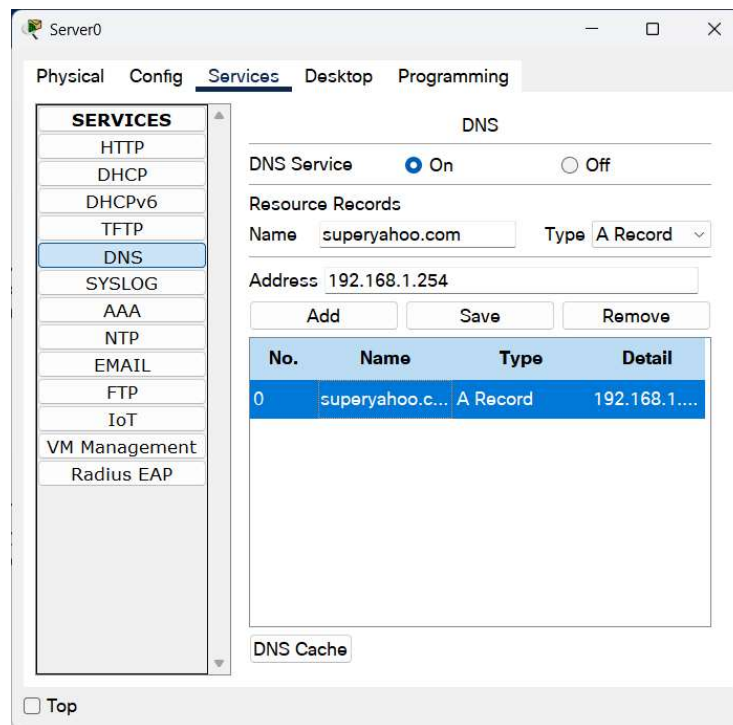 Server0
Physical Config Services Desktop Programming
SERVICES
HTTP
DHCP
DHCPv6
TFTP
DNS
SYSLOG
AAA
NTP
EMAIL
FTP
IoT
VM Management
Radius EAP
DNS
DNS Service On Off
Resource Records
Name superyahoo.com Type A Record
Address 192.168.1.254
Add Save Remove
No. Name Type Detail
0 superyahoo.c... A Record 192.168.1....
DNS Cache
Top